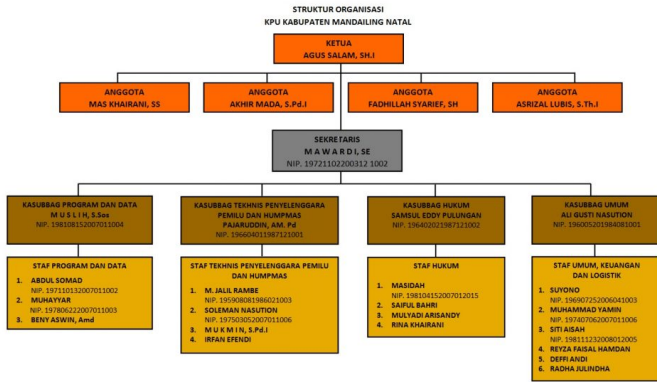 STRUKTUR ORGANISASI
KPU KABUPATEN MANDAILING NATAL
KETUA
AGUS SALAM, SH.I
ANGGOTA
MAS KHAIRANI, SS
ANGGOTA
AKHIR MADA, S.Pd.I
ANGGOTA
FADHILLAH SYARIEF, SH
ANGGOTA
ASRIZAL LUBIS, S.Th.I
SEKRETARIS
M A W A R D I, SE
NIP. 19721102200312 1002
KASUBBAG PROGRAM DAN DATA
M U S L I H, S.Sos
NIP. 198108152007011004
KASUBBAG TEKHNIS PENYELENGGARA
PEMILU DAN HUMPMAS
PAJARUDDIN, AM. Pd
NIP. 196604011987121001
KASUBBAG HUKUM
SAMSUL EDDY PULUNGAN
NIP. 196402021987121002
KASUBBAG UMUM
ALI GUSTI NASUTION
NIP. 196005201984081001
STAF PROGRAM DAN DATA
1. ABDUL SOMAD
NIP. 197110132007011002
2. MUHAYYAR
NIP. 197806222007011003
3. BENY ASWIN, Amd
STAF TEKHNIS PENYELENGGARA PEMILU
DAN HUMPMAS
1. M. JALIL RAMBE
NIP. 195908081986021003
2. SOLEMAN NASUTION
NIP. 197503052007011006
3. M U K M I N, S.Pd.I
4. IRFAN EFENDI
STAF HUKUM
1. MASIDAH
NIP. 198104152007012015
2. SAIFUL BAHRI
3. MULYADI ARISANDY
4. RINA KHAIRANI
STAF UMUM, KEUANGAN
DAN LOGISTIK
1. SUYONO
NIP. 196907252006041003
2. MUHAMMAD YAMIN
NIP. 197407062007011006
3. SITI AISAH
NIP. 198111232008012005
4. REYZA FAISAL HAMDAN
5. DEFFI ANDI
6. RADHA JULINDHA